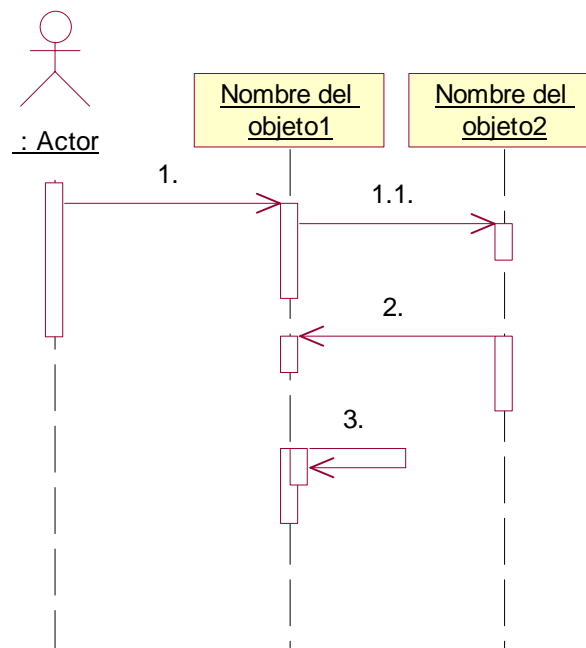 Nombre del
objeto1
Nombre del
objeto2
: Actor
1.
1.1.
2.
3.